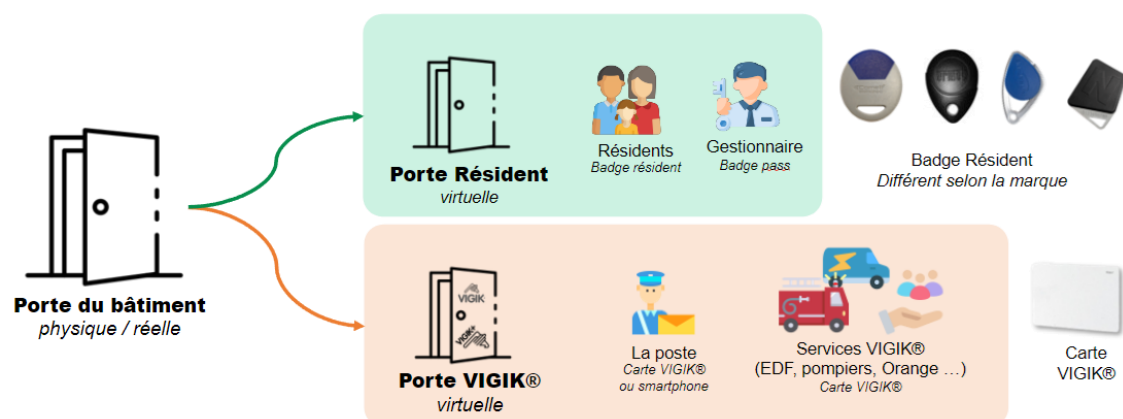 Porte du bâtiment
physique / réelle
Porte Résident
virtuelle
Résidents
Badge résident
Gestionnaire
Badge pass
Badge Résident
Différent selon la marque
VIGIK
VIGIK
Porte VIGIK®
virtuelle
La poste
Carte VIGIK®
ou smartphone
Services VIGIK®
(EDF, pompiers, Orange …)
Carte VIGIK®
Carte
VIGIK®